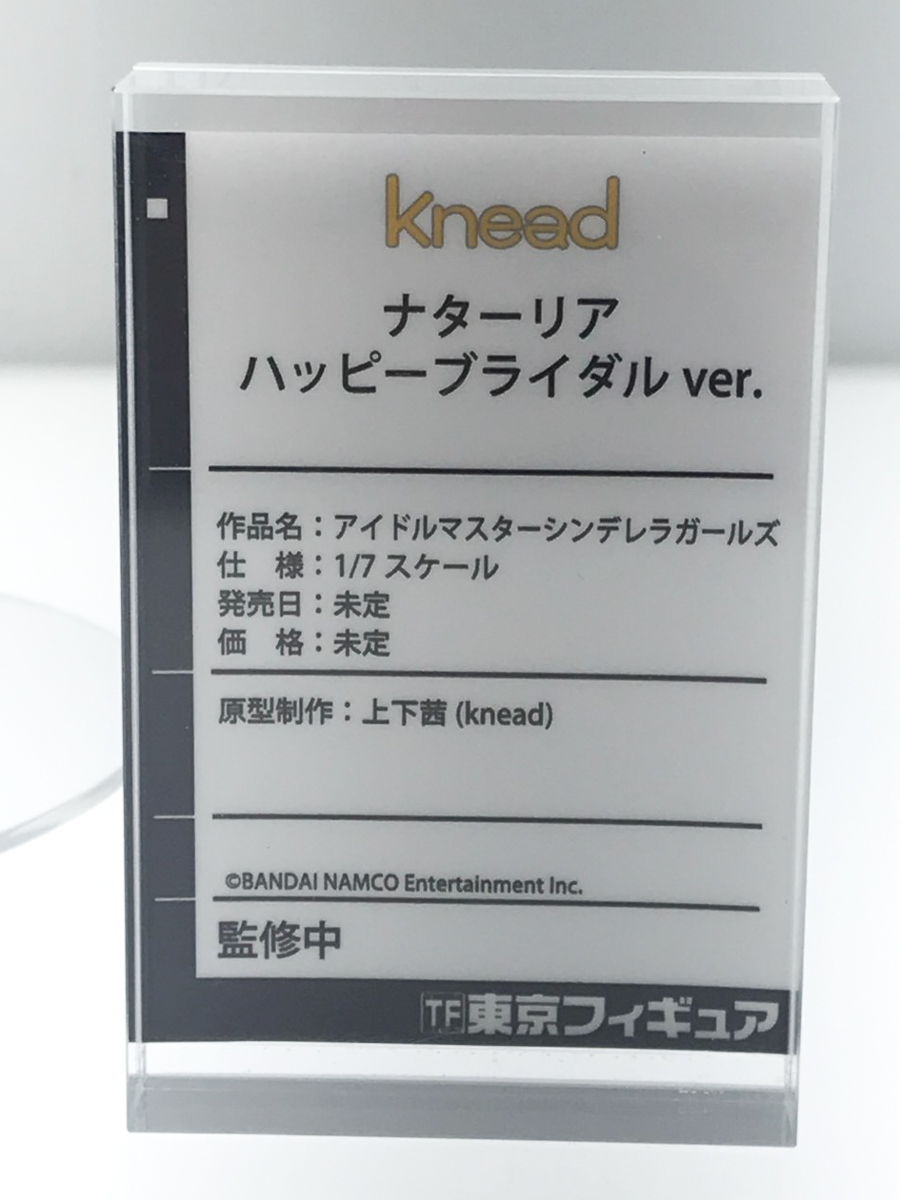 knead
ナターリア
ハッピーブライダル ver.
作品名：アイドルマスターシンデレラガールズ
仕　様：1/7 スケール
発売日：未定
価　格：未定
原型制作：上下茜 (knead)
©BANDAI NAMCO Entertainment Inc.
監修中
TF東京フィギュア